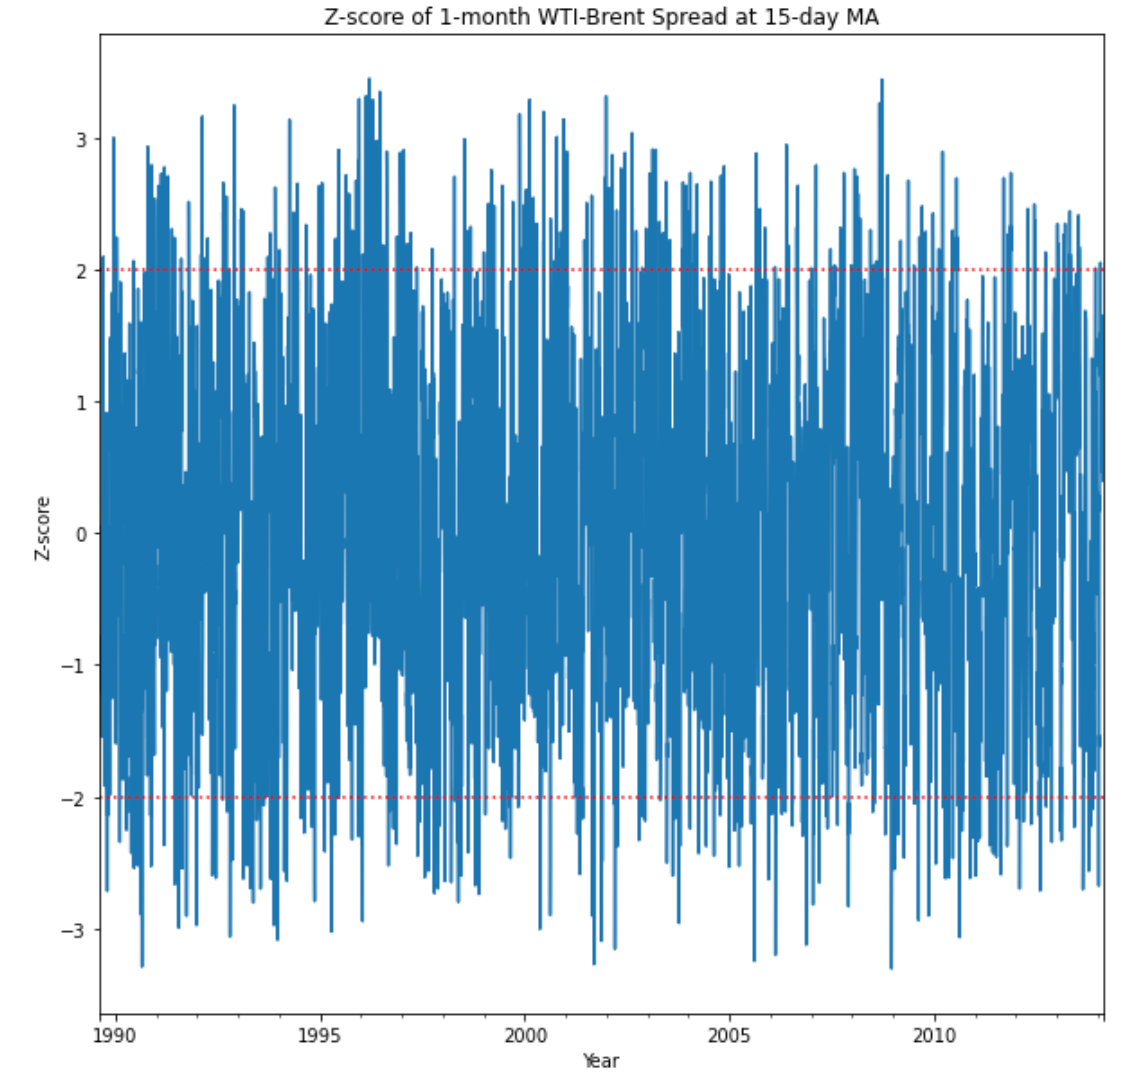 Z-score of 1-month WTI-Brent Spread at 15-day MA
3
2
1
0
−1
−2
−3
Z-score
1990 1995 2000 2005 2010
Year